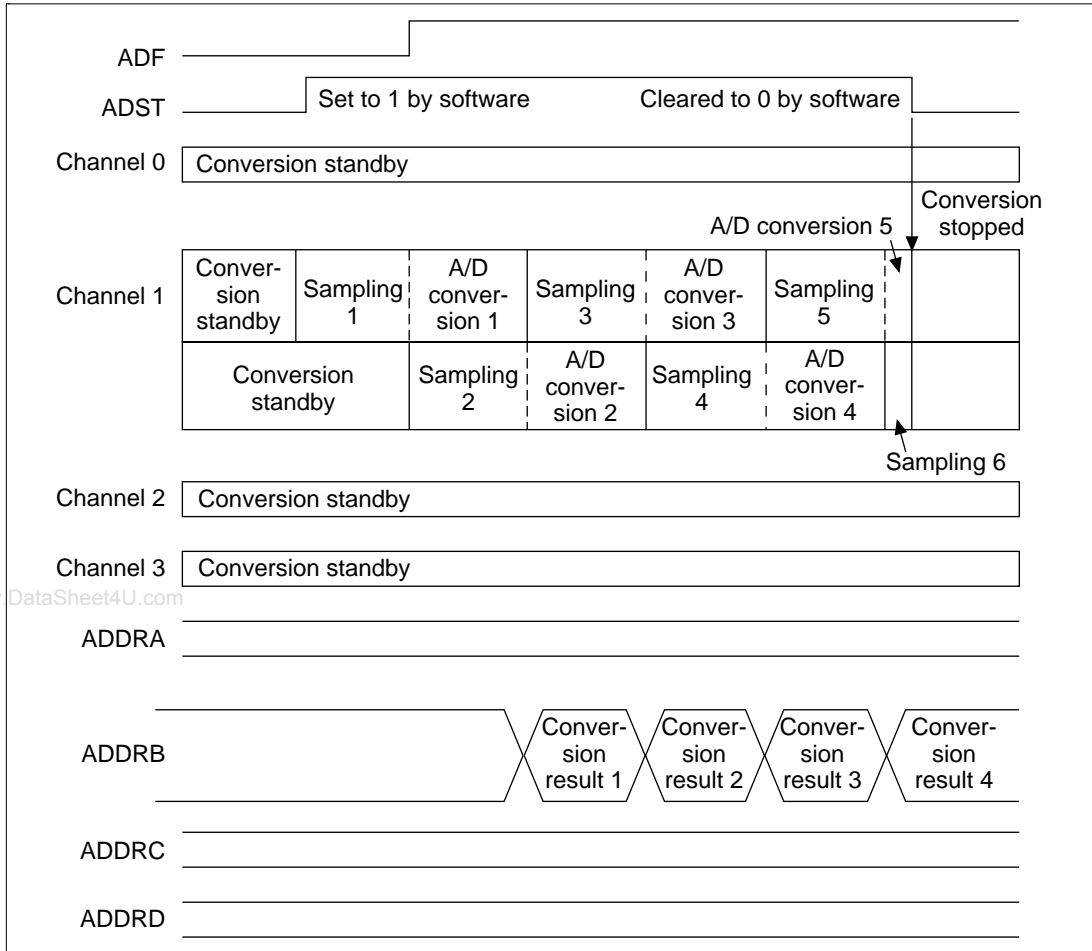 ADF
ADST
Set to 1 by software
Cleared to 0 by software
Channel 0
Conversion standby
Conversion
stopped
A/D conversion 5
Channel 1
Conver-
sion
standby
Sampling
1
A/D
conver-
sion 1
Sampling
3
A/D
conver-
sion 3
Sampling
5
Conversion
standby
Sampling
2
A/D
conver-
sion 2
Sampling
4
A/D
conver-
sion 4
Sampling 6
Channel 2
Conversion standby
Channel 3
Conversion standby
.DataSheet4U.com
ADDRA
ADDRB
Conver-
sion
result 1
Conver-
sion
result 2
Conver-
sion
result 3
Conver-
sion
result 4
ADDRC
ADDRD